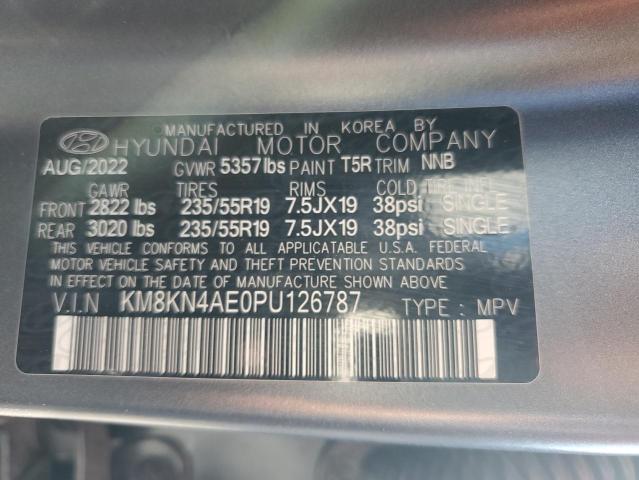 MANUFACTURED IN KOREA BY
HYUNDAI MOTOR COMPANY
AUG/2022 GVWR 5357lbs PAINT T5R TRIM NNB
GAWR TIRES RIMS COLD TIRE INFL
FRONT 2822 lbs 235/55R19 7.5JX19 38psi SINGLE
REAR 3020 lbs 235/55R19 7.5JX19 38psi SINGLE
THIS VEHICLE CONFORMS TO ALL APPLICABLE U.S.A. FEDERAL
MOTOR VEHICLE SAFETY AND THEFT PREVENTION STANDARDS
IN EFFECT ON THE DATE OF MANUFACTURE SHOWN ABOVE.
V.I.N KM8KN4AE0PU126787 TYPE : MPV